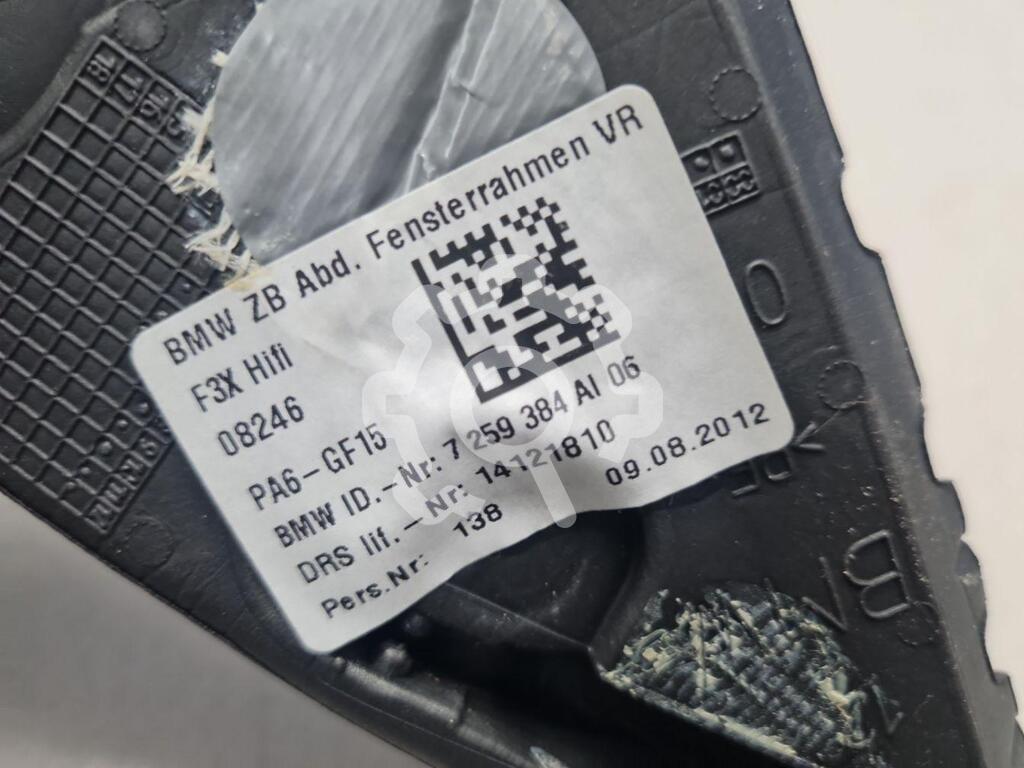 BMW ZB Abd. Fensterrahmen VR
F3X Hifi
08246
PA6-GF15
BMW ID.-Nr: 7 259 384 AI 06
DRS lif.-Nr: 14121810
Pers.Nr: 138
09.08.2012